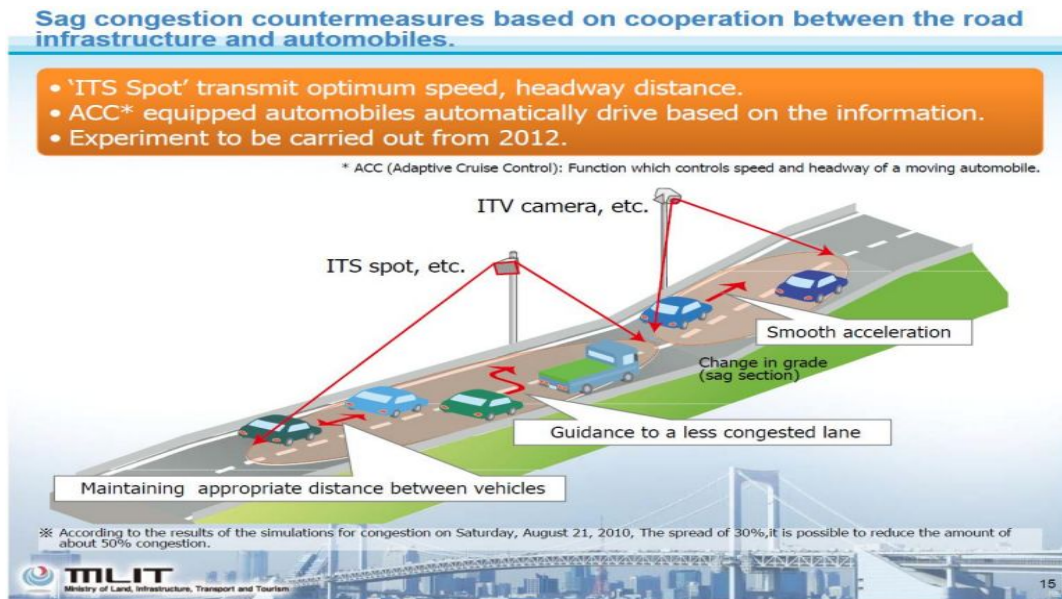 Sag congestion countermeasures based on cooperation between the road
infrastructure and automobiles.
• 'ITS Spot' transmit optimum speed, headway distance.
• ACC* equipped automobiles automatically drive based on the information.
• Experiment to be carried out from 2012.
* ACC (Adaptive Cruise Control): Function which controls speed and headway of a moving automobile.
ITV camera, etc.
ITS spot, etc.
Smooth acceleration
Change in grade
(sag section)
Guidance to a less congested lane
Maintaining appropriate distance between vehicles
※ According to the results of the simulations for congestion on Saturday, August 21, 2010, The spread of 30%,it is possible to reduce the amount of
about 50% congestion.
MLIT
Ministry of Land, Infrastructure, Transport and Tourism
15